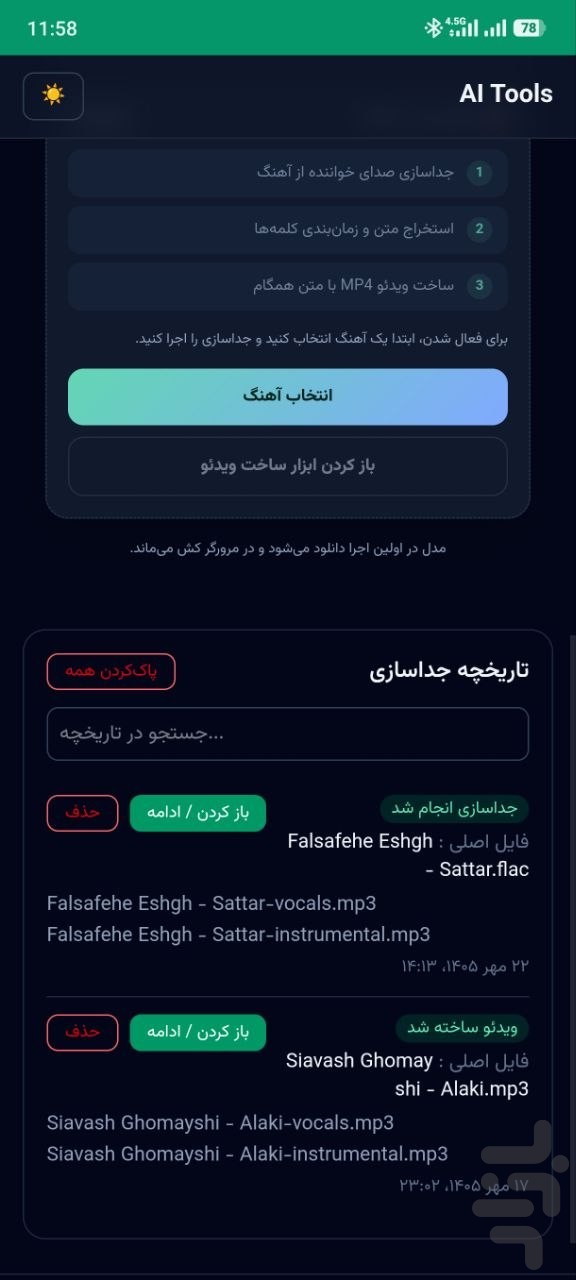 11:58
4.5G
78
AI Tools
1 جداسازی صدای خواننده از آهنگ
2 استخراج متن و زمان‌بندی کلمه‌ها
3 ساخت ویدئو MP4 با متن همگام
برای فعال شدن، ابتدا یک آهنگ انتخاب کنید و جداسازی را اجرا کنید.
انتخاب آهنگ
باز کردن ابزار ساخت ویدئو
مدل در اولین اجرا دانلود می‌شود و در مرورگر کش می‌ماند.
تاریخچه جداسازی
پاک‌کردن همه
جستجو در تاریخچه...
جداسازی انجام شد
باز کردن / ادامه
حذف
فایل اصلی : Falsafehe Eshgh
- Sattar.flac
Falsafehe Eshgh - Sattar-vocals.mp3
Falsafehe Eshgh - Sattar-instrumental.mp3
۲۲ مهر ۱۴۰۵، ۱۴:۱۳
ویدئو ساخته شد
باز کردن / ادامه
حذف
فایل اصلی : Siavash Ghomay
shi - Alaki.mp3
Siavash Ghomayshi - Alaki-vocals.mp3
Siavash Ghomayshi - Alaki-instrumental.mp3
۱۷ مهر ۱۴۰۵، ۲۳:۰۲